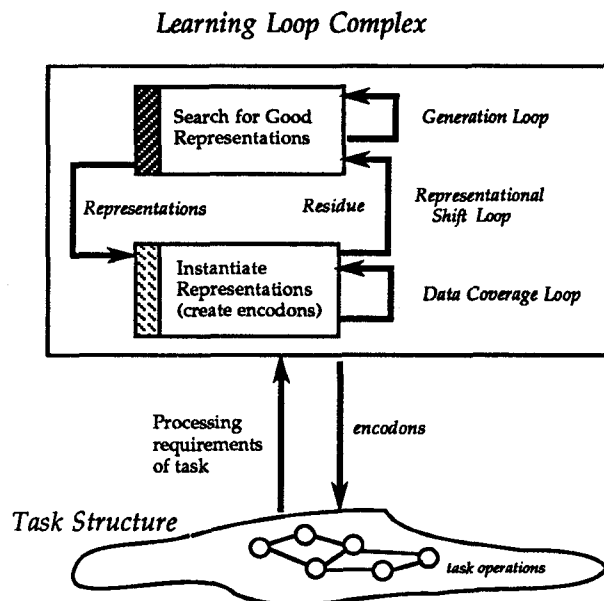 Learning Loop Complex
Search for Good
Representations
Generation Loop
Representations
Residue
Representational
Shift Loop
Instantiate
Representations
(create encodons)
Data Coverage Loop
Processing
requirements
of task
encodons
Task Structure
task operations